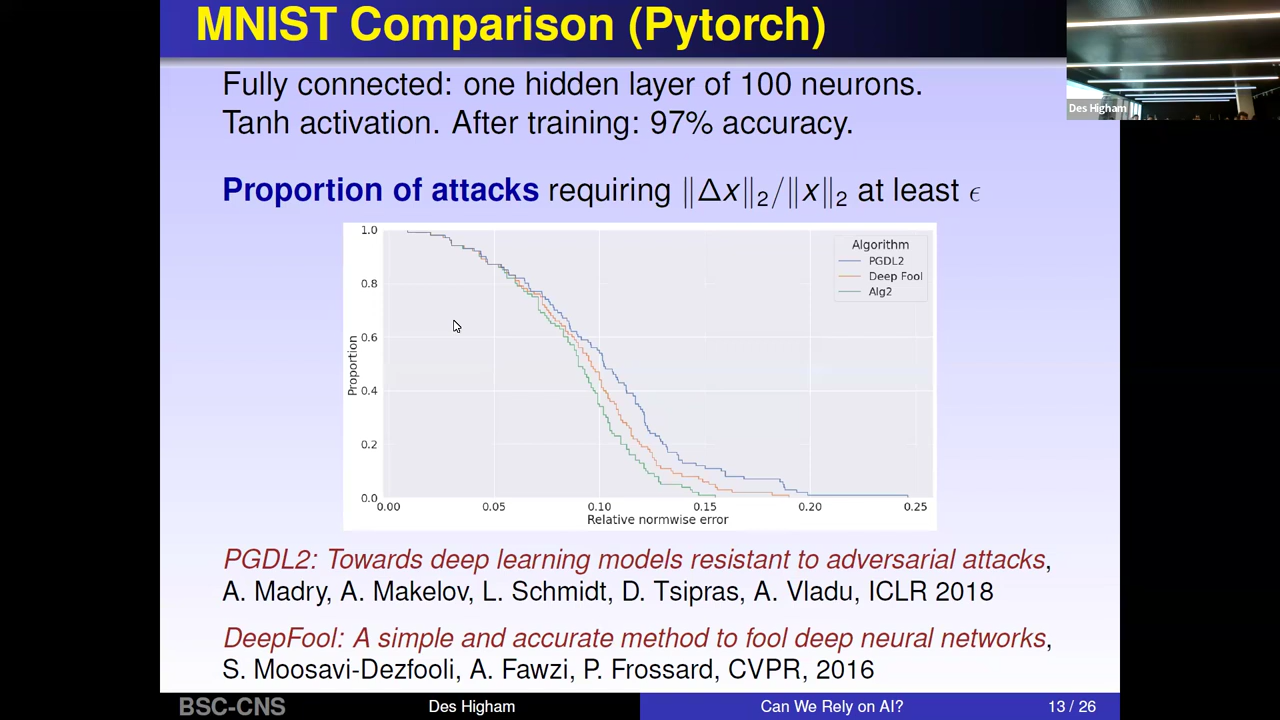 MNIST Comparison (Pytorch)
Des Higham
Fully connected: one hidden layer of 100 neurons.
Tanh activation. After training: 97% accuracy.
Proportion of attacks requiring ‖Δx‖₂/‖x‖₂ at least ϵ
Algorithm
PGDL2
Deep Fool
Alg2
1.0
0.8
0.6
0.4
0.2
0.0
Proportion
0.00 0.05 0.10 0.15 0.20 0.25
Relative normwise error
PGDL2: Towards deep learning models resistant to adversarial attacks,
A. Madry, A. Makelov, L. Schmidt, D. Tsipras, A. Vladu, ICLR 2018
DeepFool: A simple and accurate method to fool deep neural networks,
S. Moosavi-Dezfooli, A. Fawzi, P. Frossard, CVPR, 2016
BSC-CNS Des Higham Can We Rely on AI? 13 / 26